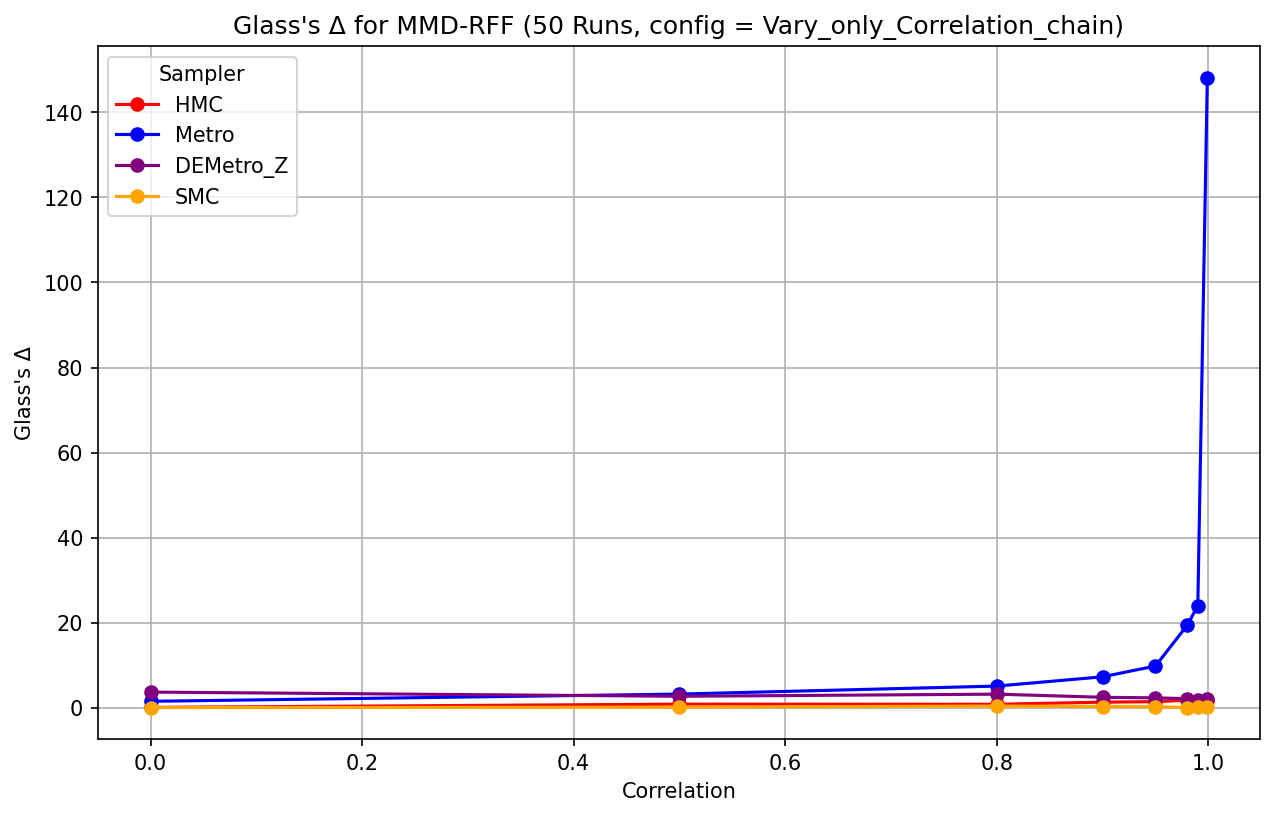 Glass's Δ for MMD-RFF (50 Runs, config = Vary_only_Correlation_chain)
Sampler
HMC
Metro
DEMetro_Z
SMC
140
120
100
80
60
40
20
0
Glass's Δ
0.0 0.2 0.4 0.6 0.8 1.0
Correlation